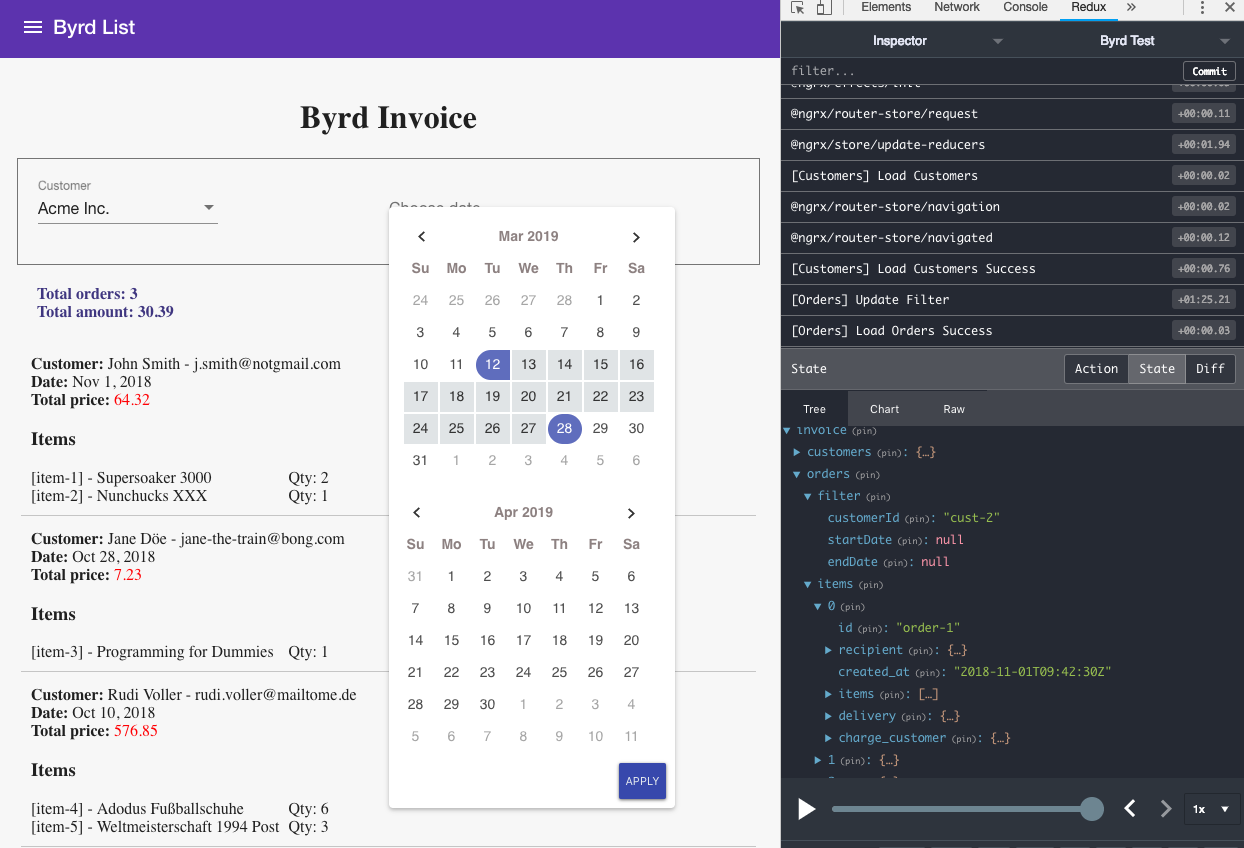 Byrd List
Byrd Invoice
Customer
Acme Inc.
Total orders: 3
Total amount: 30.39
Customer: John Smith - j.smith@notgmail.com
Date: Nov 1, 2018
Total price: 64.32
Items
[item-1] - Supersoaker 3000 Qty: 2
[item-2] - Nunchucks XXX Qty: 1
Customer: Jane Döe - jane-the-train@bong.com
Date: Oct 28, 2018
Total price: 7.23
Items
[item-3] - Programming for Dummies Qty: 1
Customer: Rudi Voller - rudi.voller@mailtome.de
Date: Oct 10, 2018
Total price: 576.85
Items
[item-4] - Adodus Fußballschuhe Qty: 6
[item-5] - Weltmeisterschaft 1994 Post Qty: 3
Choose date
Mar 2019
Su Mo Tu We Th Fr Sa
24 25 26 27 28 1 2
3 4 5 6 7 8 9
10 11 12 13 14 15 16
17 18 19 20 21 22 23
24 25 26 27 28 29 30
31 1 2 3 4 5 6
Apr 2019
Su Mo Tu We Th Fr Sa
31 1 2 3 4 5 6
7 8 9 10 11 12 13
14 15 16 17 18 19 20
21 22 23 24 25 26 27
28 29 30 1 2 3 4
5 6 7 8 9 10 11
APPLY
Elements Network Console Redux »
Inspector Byrd Test
filter... Commit
@ngrx/effects/init
@ngrx/router-store/request +00:00.11
@ngrx/store/update-reducers +00:01.94
[Customers] Load Customers +00:00.02
@ngrx/router-store/navigation +00:00.02
@ngrx/router-store/navigated +00:00.12
[Customers] Load Customers Success +00:00.76
[Orders] Update Filter +01:25.21
[Orders] Load Orders Success +00:00.03
State Action State Diff
Tree Chart Raw
invoice (pin)
customers (pin): {…}
orders (pin)
filter (pin)
customerId (pin): "cust-2"
startDate (pin): null
endDate (pin): null
items (pin)
0 (pin)
id (pin): "order-1"
recipient (pin): {…}
created_at (pin): "2018-11-01T09:42:30Z"
items (pin): […]
delivery (pin): {…}
charge_customer (pin): {…}
1 (pin): {…}
1x